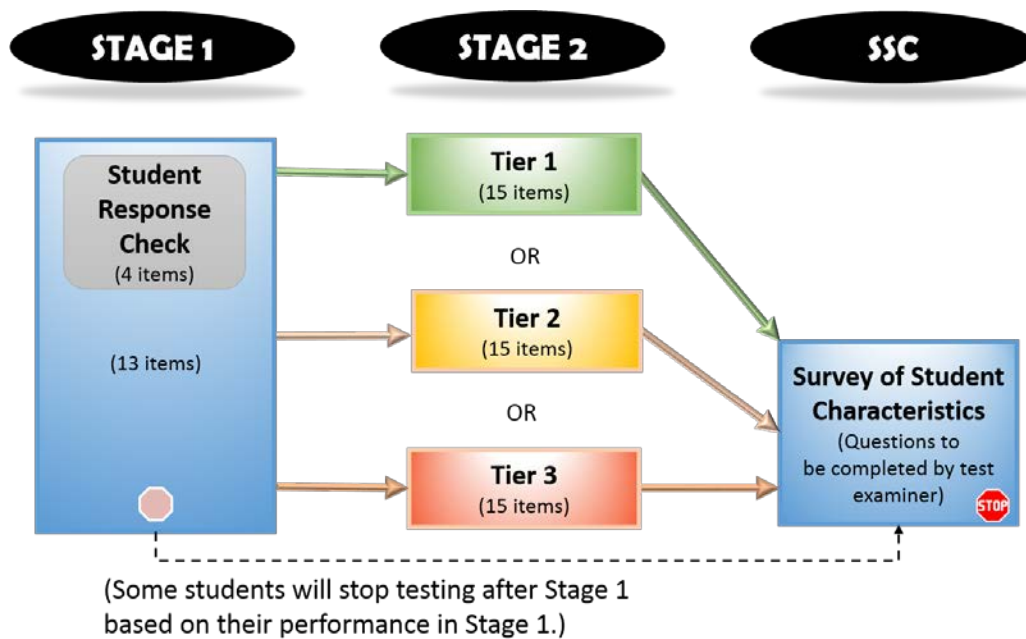 STAGE 1
STAGE 2
SSC
Student
Response
Check
(4 items)
(13 items)
Tier 1
(15 items)
OR
Tier 2
(15 items)
OR
Tier 3
(15 items)
Survey of Student
Characteristics
(Questions to
be completed by test
examiner)
STOP
(Some students will stop testing after Stage 1
based on their performance in Stage 1.)